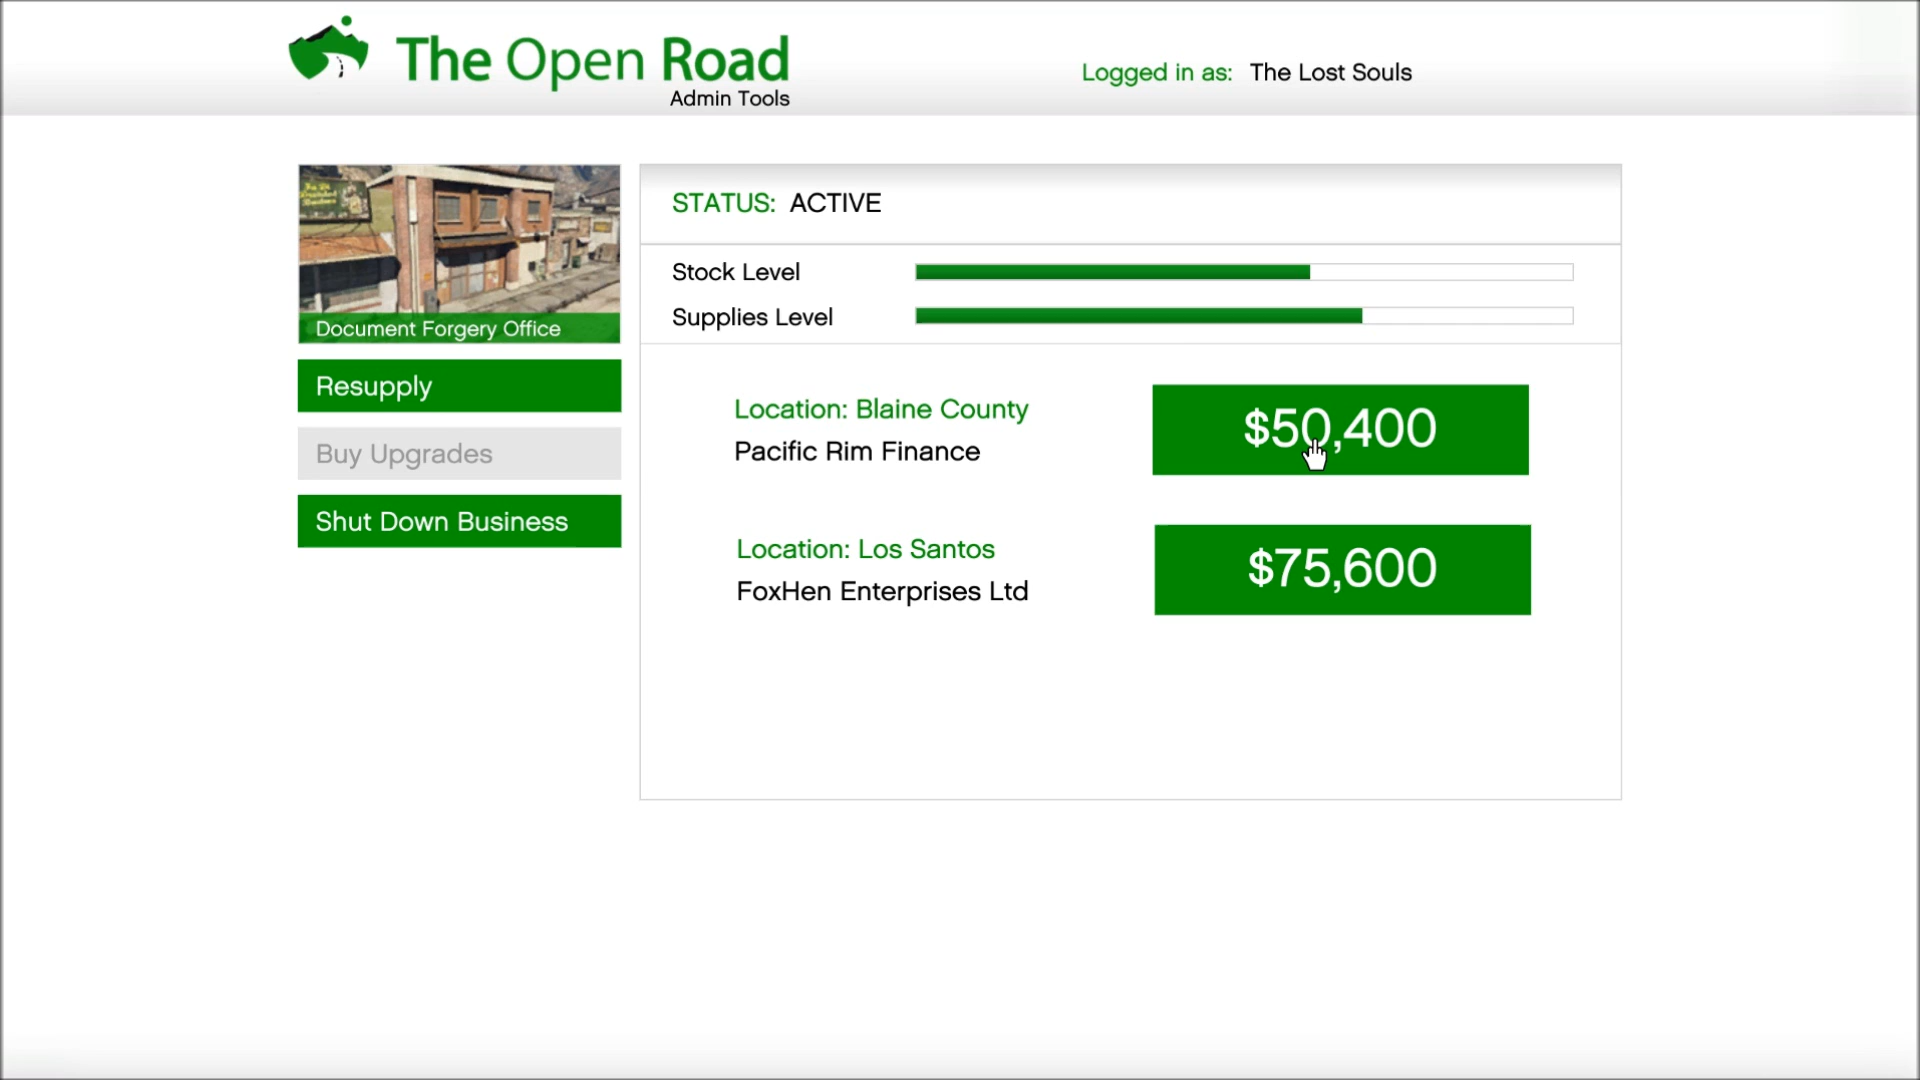 The Open Road
Admin Tools
Logged in as: The Lost Souls
Document Forgery Office
Resupply
Buy Upgrades
Shut Down Business
STATUS: ACTIVE
Stock Level
Supplies Level
Location: Blaine County
Pacific Rim Finance
$50,400
Location: Los Santos
FoxHen Enterprises Ltd
$75,600